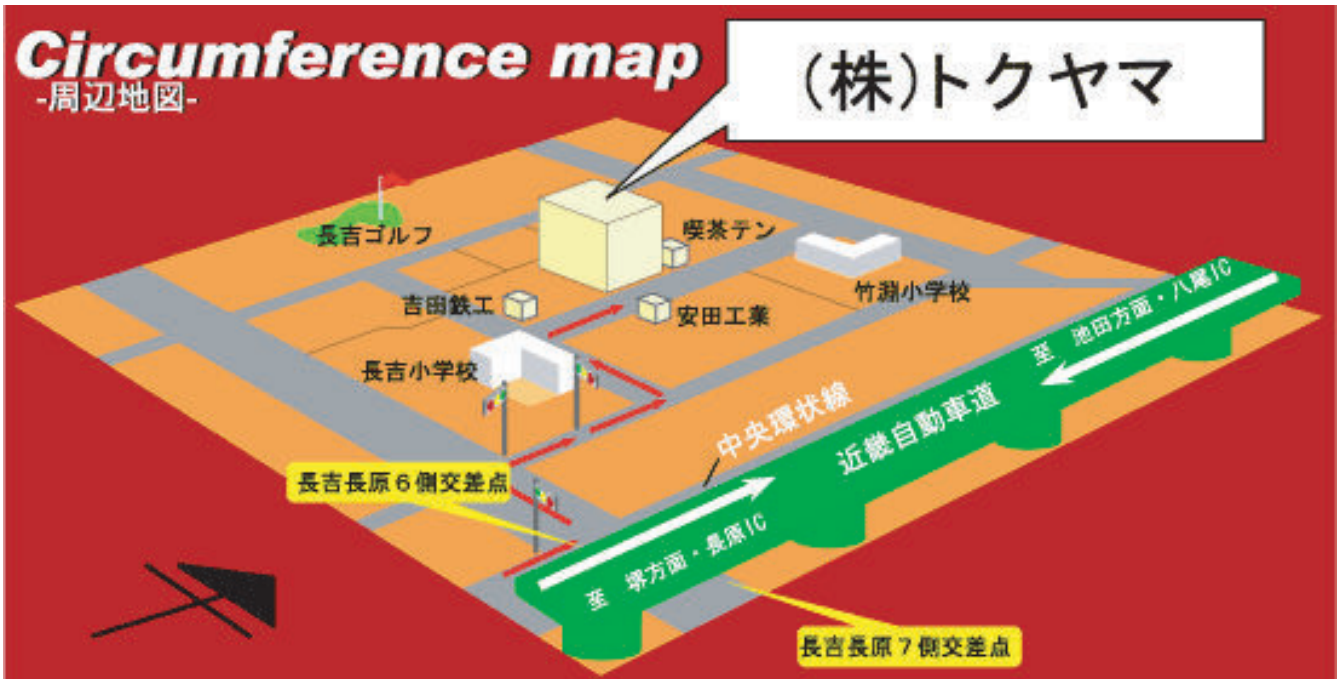 Circumference map
-周辺地図-
(株)トクヤマ
長吉ゴルフ
喫茶テン
吉田鉄工
安田工業
竹渕小学校
長吉小学校
至 池田方面・八尾IC
中央環状線
近畿自動車道
長吉長原6側交差点
至 堺方面・長原IC
長吉長原7側交差点